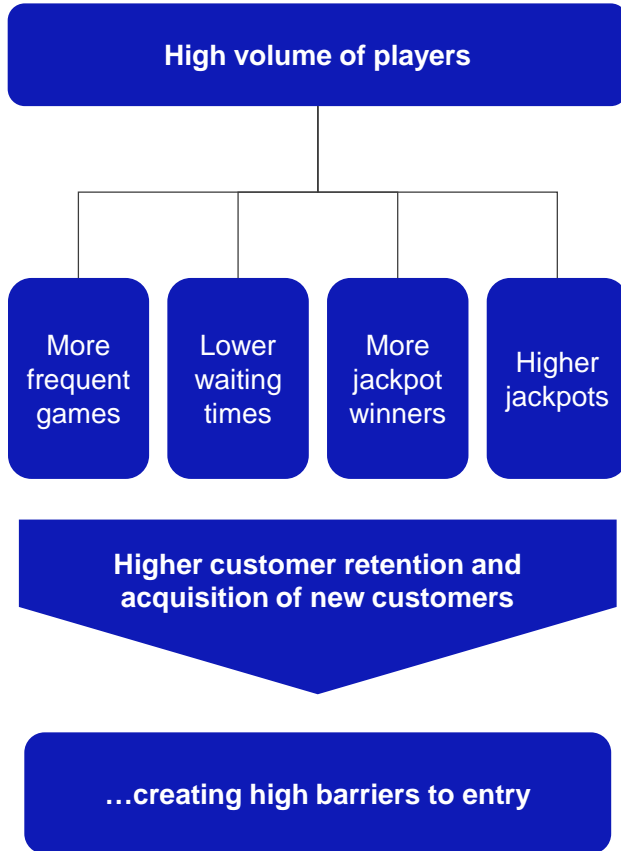 High volume of players
More
frequent
games
Lower
waiting
times
More
jackpot
winners
Higher
jackpots
Higher customer retention and
acquisition of new customers
…creating high barriers to entry